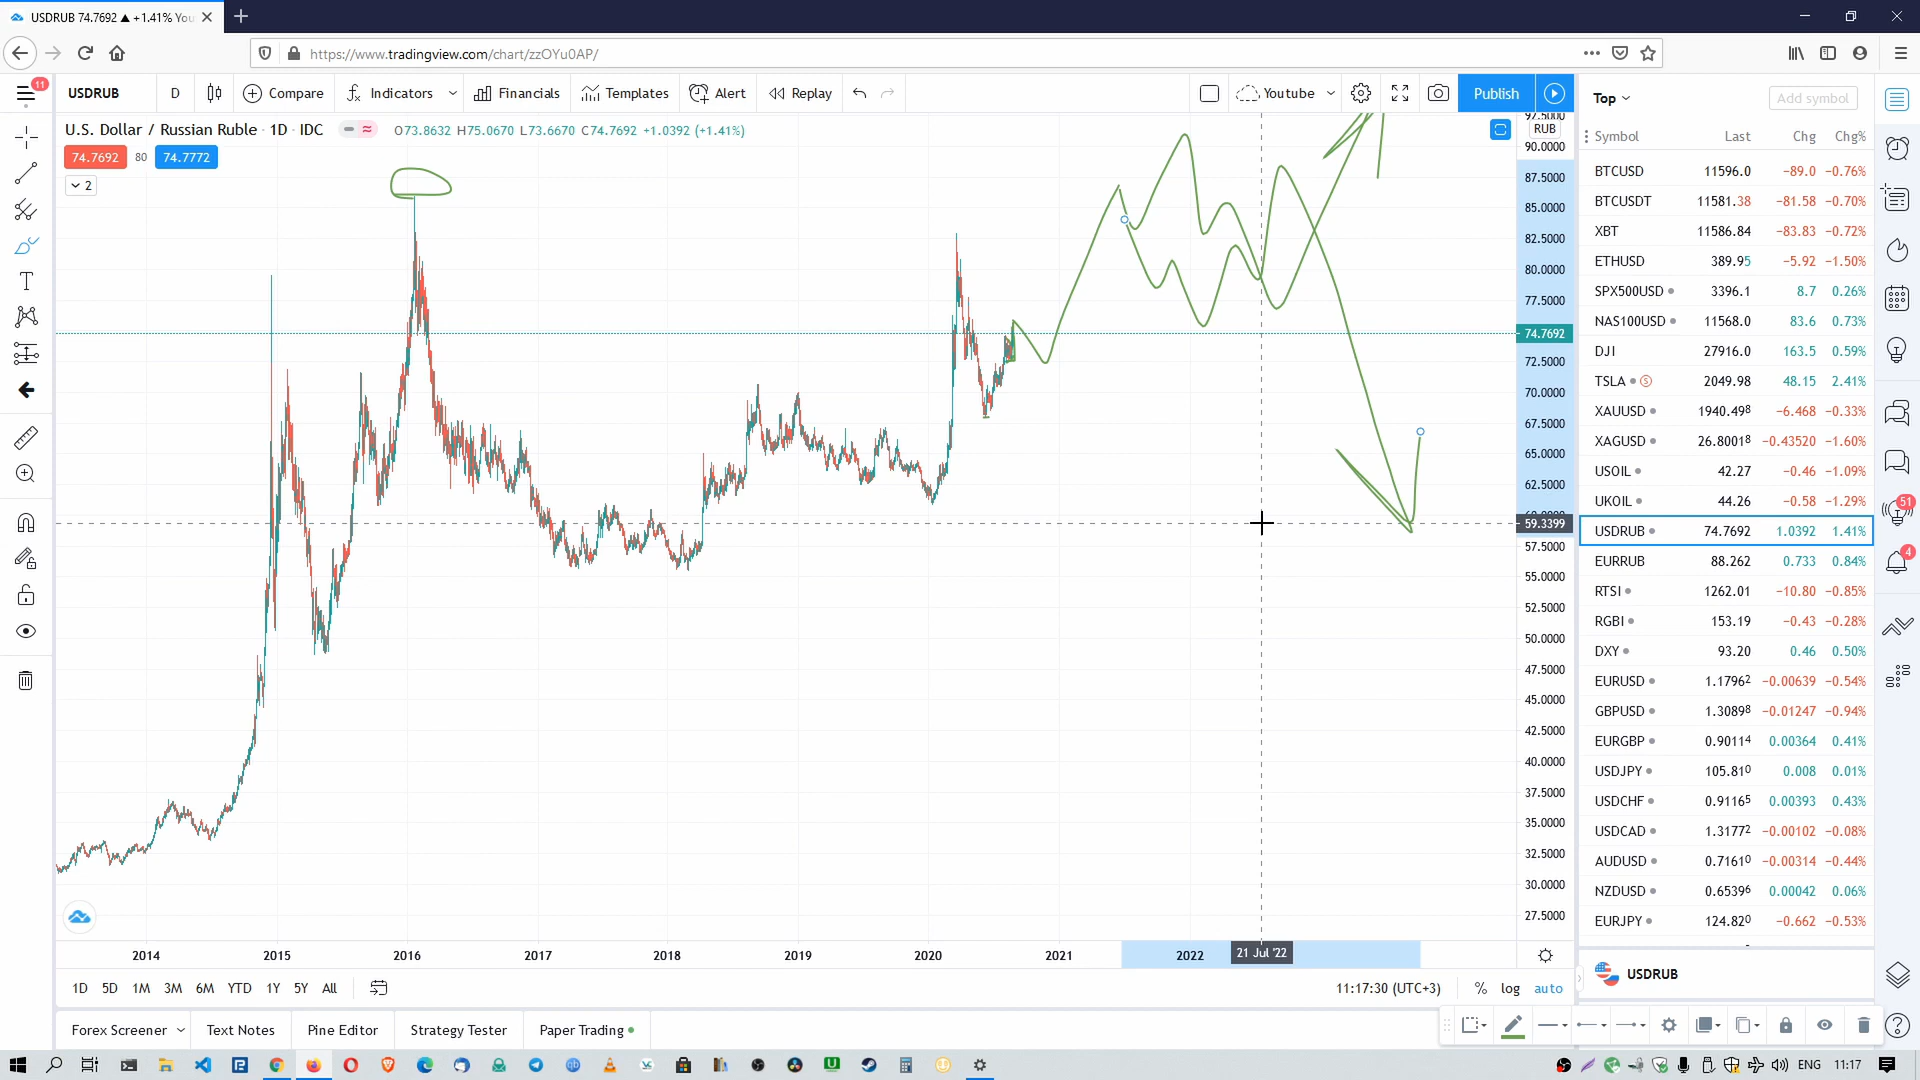 USDRUB 74.7692 ▲ +1.41% You
https://www.tradingview.com/chart/zzOYu0AP/
11
USDRUB D Compare Indicators Financials Templates Alert Replay Youtube Publish
Top Add symbol
U.S. Dollar / Russian Ruble · 1D · IDC O73.8632 H75.0670 L73.6670 C74.7692 +1.0392 (+1.41%)
74.7692 80 74.7772
2
RUB
90.0000
87.5000
85.0000
82.5000
80.0000
77.5000
74.7692
72.5000
70.0000
67.5000
65.0000
62.5000
59.3399
57.5000
55.0000
52.5000
50.0000
47.5000
45.0000
42.5000
40.0000
37.5000
35.0000
32.5000
30.0000
27.5000
Symbol Last Chg Chg%
BTCUSD 11596.0 −89.0 −0.76%
BTCUSDT 11581.38 −81.58 −0.70%
XBT 11586.84 −83.83 −0.72%
ETHUSD 389.95 −5.92 −1.50%
SPX500USD 3396.1 8.7 0.26%
NAS100USD 11568.0 83.6 0.73%
DJI 27916.0 163.5 0.59%
TSLA S 2049.98 48.15 2.41%
XAUUSD 1940.498 −6.468 −0.33%
XAGUSD 26.80018 −0.43520 −1.60%
USOIL 42.27 −0.46 −1.09%
UKOIL 44.26 −0.58 −1.29%
USDRUB 74.7692 1.0392 1.41%
EURRUB 88.262 0.733 0.84%
RTSI 1262.01 −10.80 −0.85%
RGBI 153.19 −0.43 −0.28%
DXY 93.20 0.46 0.50%
EURUSD 1.17962 −0.00639 −0.54%
GBPUSD 1.30898 −0.01247 −0.94%
EURGBP 0.90114 0.00364 0.41%
USDJPY 105.810 0.008 0.01%
USDCHF 0.91165 0.00393 0.43%
USDCAD 1.31772 −0.00102 −0.08%
AUDUSD 0.71610 −0.00314 −0.44%
NZDUSD 0.65396 0.00042 0.06%
EURJPY 124.820 −0.662 −0.53%
51
4
2014 2015 2016 2017 2018 2019 2020 2021 2022 21 Jul '22
USDRUB
1D 5D 1M 3M 6M YTD 1Y 5Y All 11:17:30 (UTC+3) % log auto
Forex Screener Text Notes Pine Editor Strategy Tester Paper Trading
ENG 11:17